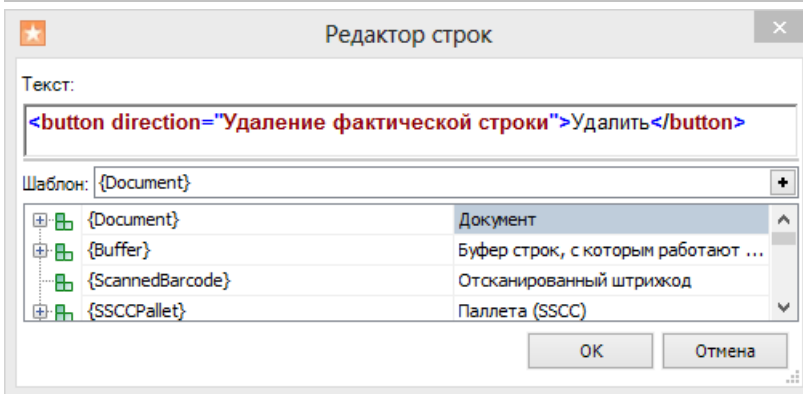 Редактор строк
Текст:
<button direction="Удаление фактической строки">Удалить</button>
Шаблон: {Document}
{Document} Документ
{Buffer} Буфер строк, с которым работают ...
{ScannedBarcode} Отсканированный штрихкод
{SSCCPallet} Паллета (SSCC)
ОК Отмена